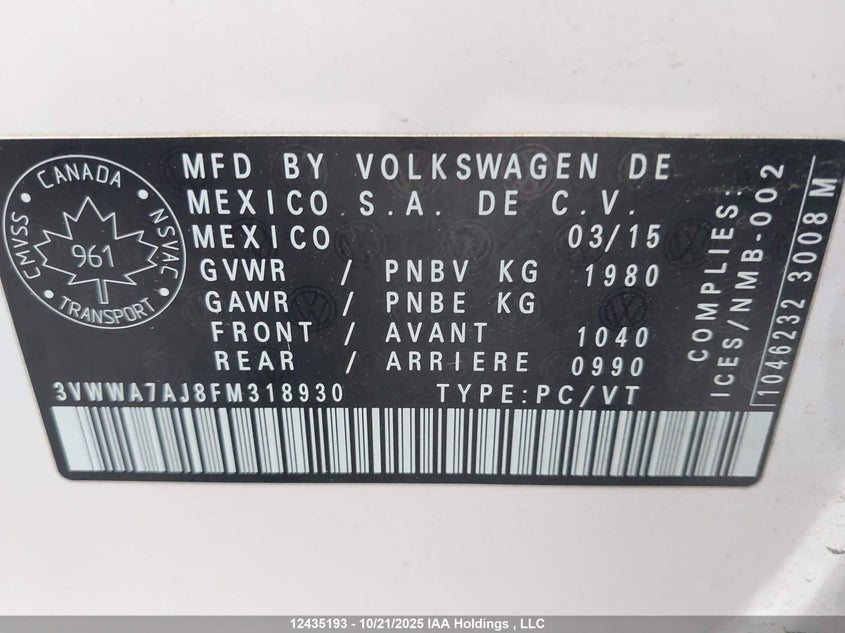 CANADA
CMVSS
NSVAC
961
TRANSPORT
MFD BY VOLKSWAGEN DE
MEXICO S.A. DE C.V.
MEXICO 03/15
GVWR / PNBV KG 1980
GAWR / PNBE KG
FRONT / AVANT 1040
REAR / ARRIERE 0990
3VWWA7AJ8FM318930 TYPE:PC/VT
COMPLIES:
ICES/NMB-002
1046232 3008 M
12435193 - 10/21/2025 IAA Holdings , LLC